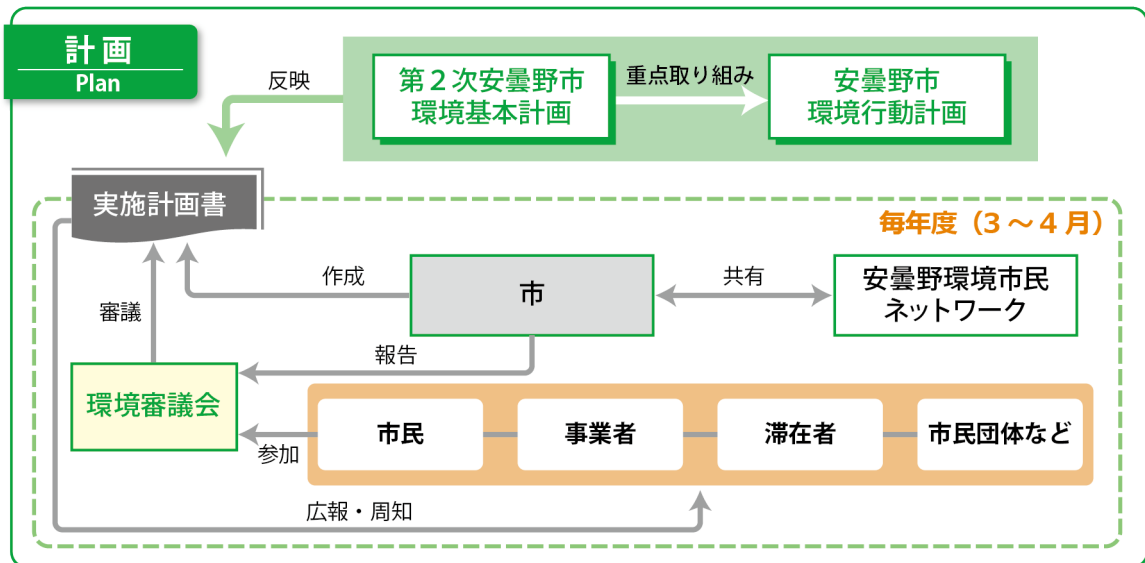 計画
Plan
反映
第2次安曇野市
環境基本計画
重点取り組み
安曇野市
環境行動計画
実施計画書
毎年度（3～4月）
作成
市
共有
安曇野環境市民
ネットワーク
審議
報告
環境審議会
参加
市民
事業者
滞在者
市民団体など
広報・周知